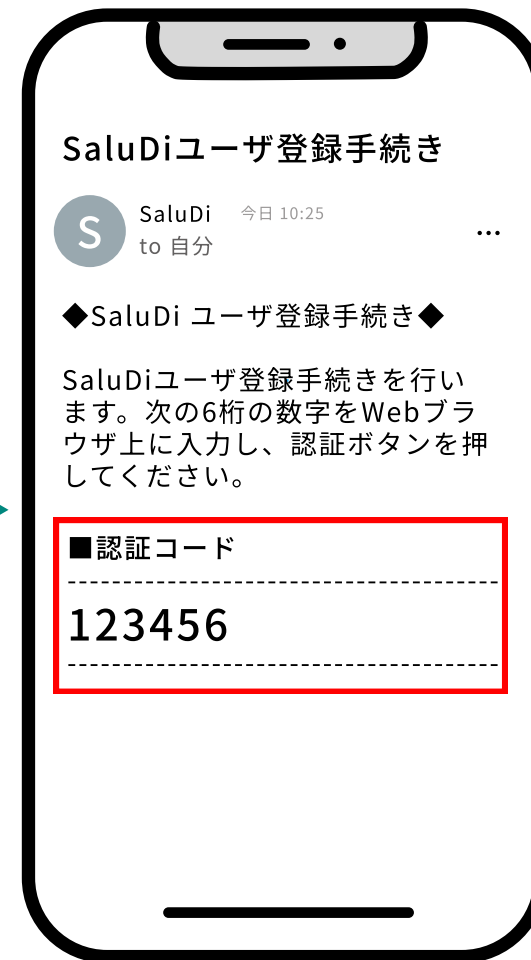 SaluDiユーザ登録手続き
S
SaluDi 今日 10:25
to 自分
…
◆SaluDi ユーザ登録手続き◆
SaluDiユーザ登録手続きを行い
ます。次の6桁の数字をWebブラ
ウザ上に入力し、認証ボタンを押
してください。
■認証コード
123456